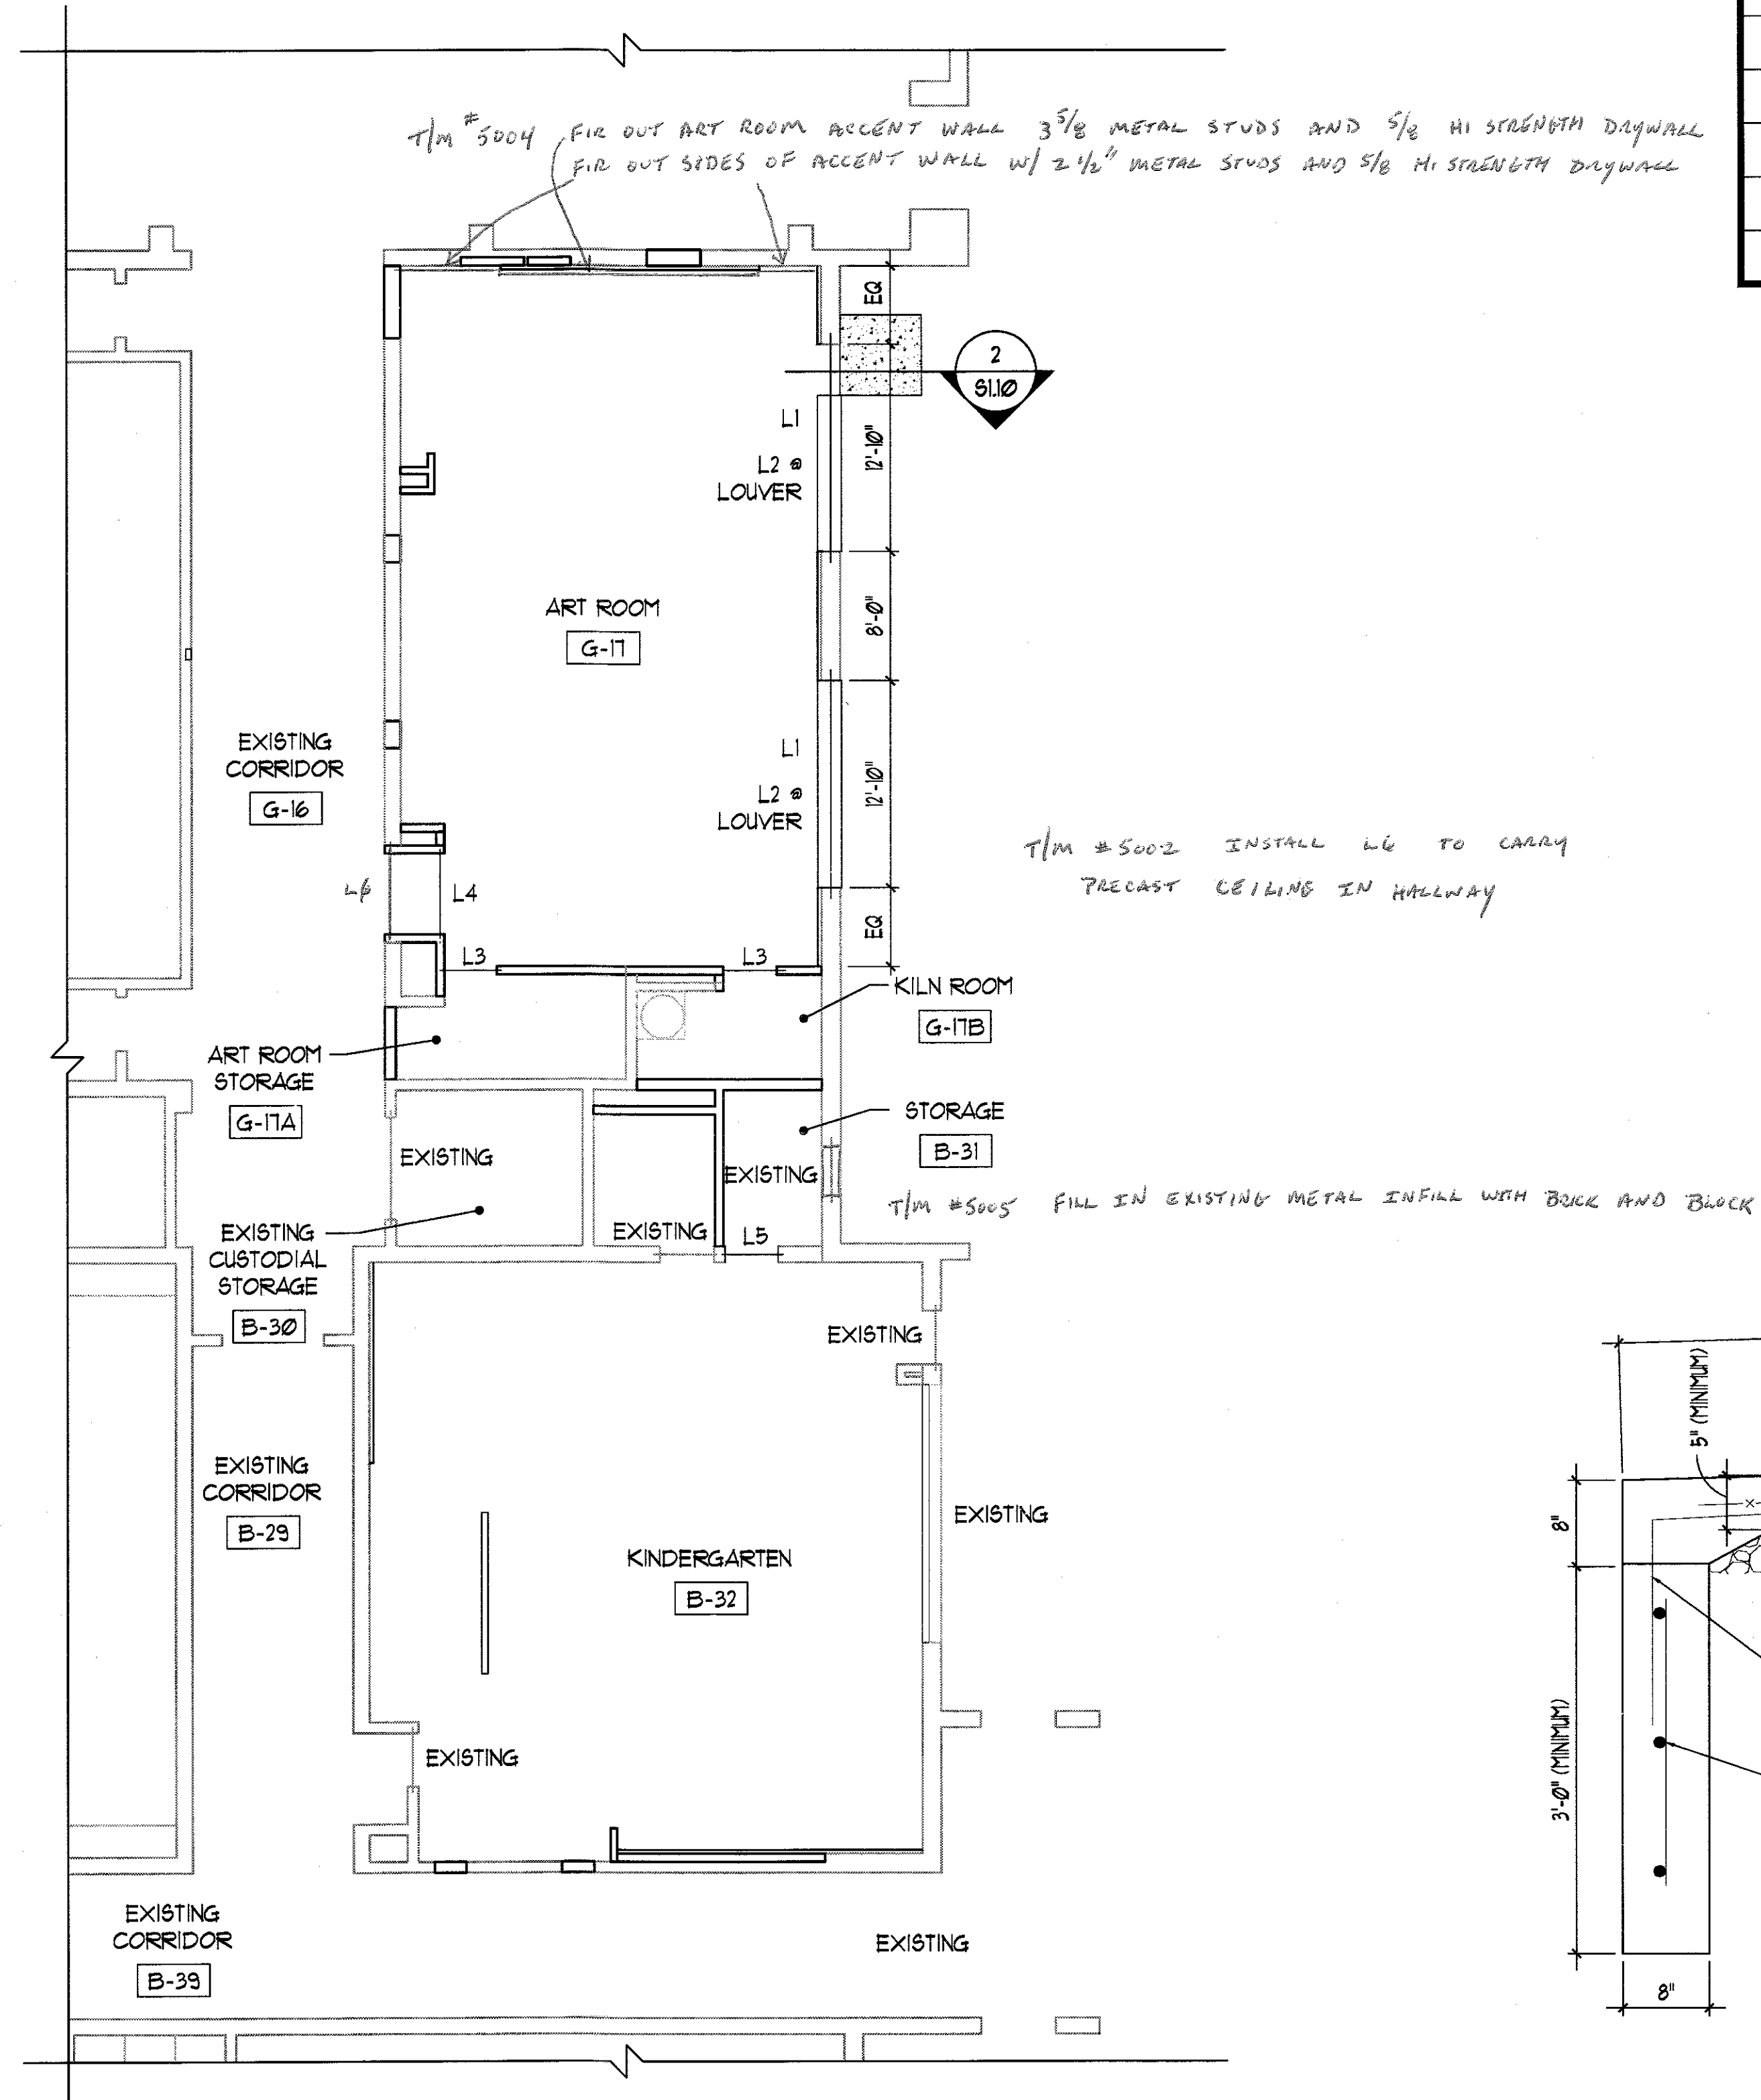 T/M #5004 FIR OUT ART ROOM ACCENT WALL 3 5/8 METAL STUDS AND 5/8 HI STRENGTH DRYWALL
FIR OUT SIDES OF ACCENT WALL W/ 2 1/2" METAL STUDS AND 5/8 HI STRENGTH DRYWALL
EQ
2
S1.10
L1
L2 @
LOUVER
12'-10"
ART ROOM
G-17
8'-0"
EXISTING
CORRIDOR
G-16
L1
L2 @
LOUVER
12'-10"
T/M #5002 INSTALL L6 TO CARRY
PRECAST CEILING IN HALLWAY
L6
L4
EQ
L3
L3
KILN ROOM
G-17B
ART ROOM
STORAGE
G-17A
STORAGE
B-31
EXISTING
EXISTING
T/M #5005 FILL IN EXISTING METAL INFILL WITH BRICK AND BLOCK
EXISTING
CUSTODIAL
STORAGE
B-30
EXISTING
L5
EXISTING
5" (MINIMUM)
EXISTING
CORRIDOR
B-29
EXISTING
8"
KINDERGARTEN
B-32
3'-0" (MINIMUM)
EXISTING
EXISTING
CORRIDOR
B-39
EXISTING
8"